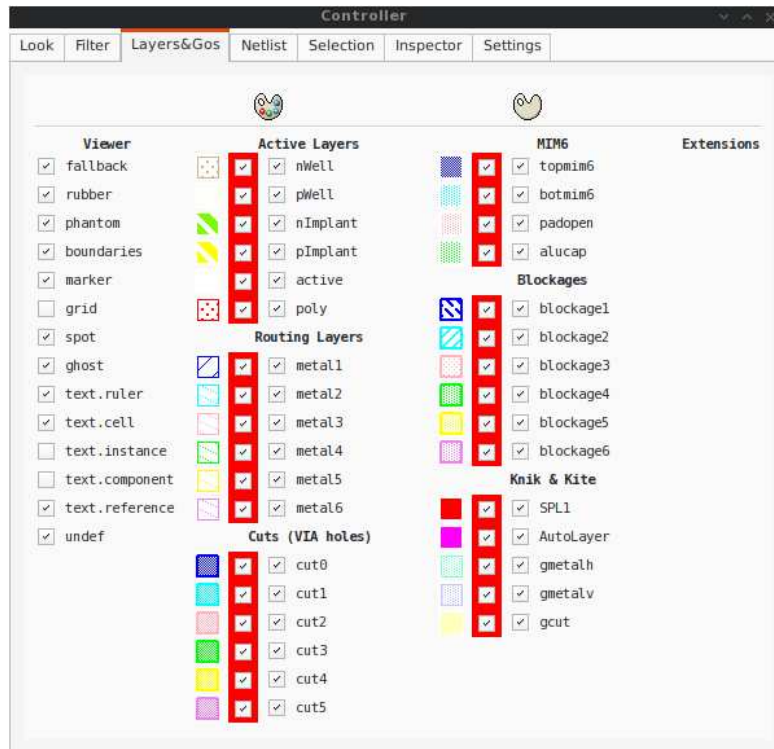 Controller
Look Filter Layers&Gos Netlist Selection Inspector Settings
Viewer
fallback
rubber
phantom
boundaries
marker
grid
spot
ghost
text.ruler
text.cell
text.instance
text.component
text.reference
undef
Active Layers
nWell
pWell
nImplant
pImplant
active
poly
Routing Layers
metal1
metal2
metal3
metal4
metal5
metal6
Cuts (VIA holes)
cut0
cut1
cut2
cut3
cut4
cut5
MIM6
topmim6
botmim6
padopen
alucap
Blockages
blockage1
blockage2
blockage3
blockage4
blockage5
blockage6
Knik & Kite
SPL1
AutoLayer
gmetalh
gmetalv
gcut
Extensions